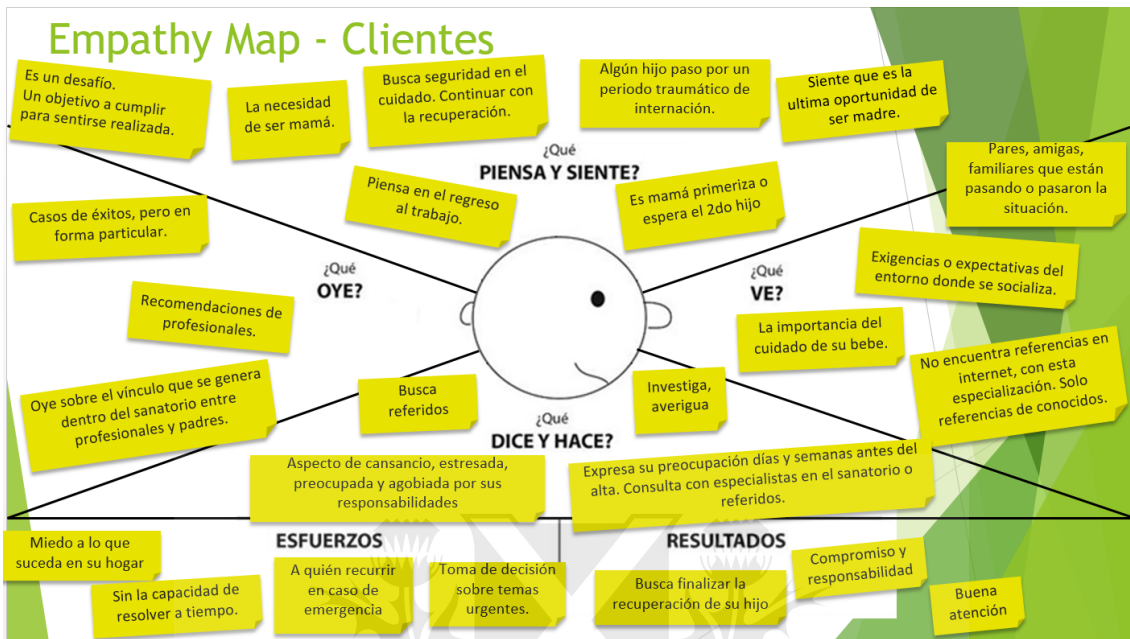 Empathy Map - Clientes
Es un desafío.
Un objetivo a cumplir
para sentirse realizada.
La necesidad
de ser mamá.
Busca seguridad en el
cuidado. Continuar con
la recuperación.
Algún hijo paso por un
periodo traumático de
internación.
Siente que es la
ultima oportunidad de
ser madre.
¿Qué
PIENSA Y SIENTE?
Piensa en el regreso
al trabajo.
Es mamá primeriza o
espera el 2do hijo
Pares, amigas,
familiares que están
pasando o pasaron la
situación.
Casos de éxitos, pero en
forma particular.
¿Qué
OYE?
Recomendaciones de
profesionales.
Oye sobre el vínculo que se genera
dentro del sanatorio entre
profesionales y padres.
¿Qué
VE?
Exigencias o expectativas del
entorno donde se socializa.
La importancia del
cuidado de su bebe.
No encuentra referencias en
internet, con esta
especialización. Solo
referencias de conocidos.
Busca
referidos
Investiga,
averigua
¿Qué
DICE Y HACE?
Aspecto de cansancio, estresada,
preocupada y agobiada por sus
responsabilidades
Expresa su preocupación días y semanas antes del
alta. Consulta con especialistas en el sanatorio o
referidos.
ESFUERZOS
Miedo a lo que
suceda en su hogar
Sin la capacidad de
resolver a tiempo.
A quién recurrir
en caso de
emergencia
Toma de decisión
sobre temas
urgentes.
RESULTADOS
Busca finalizar la
recuperación de su hijo
Compromiso y
responsabilidad
Buena
atención